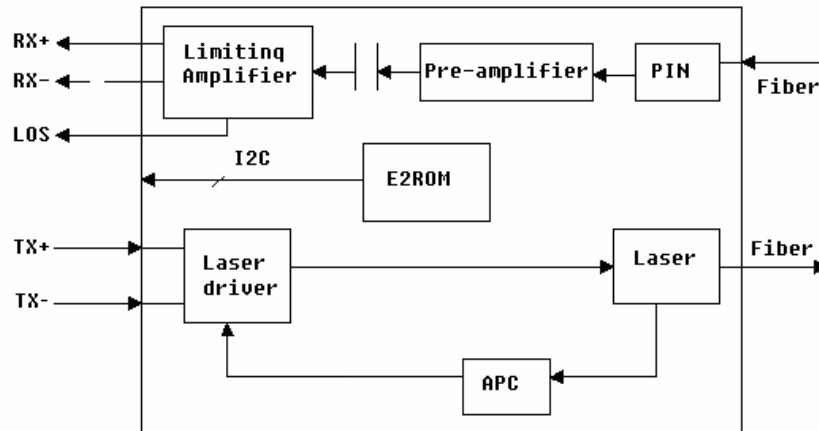 RX+
Limitinq
Amplifier
RX-
Pre-amplifier
PIN
Fiber
LOS
I2C
E2ROM
TX+
Laser
driver
Laser
Fiber
TX-
APC